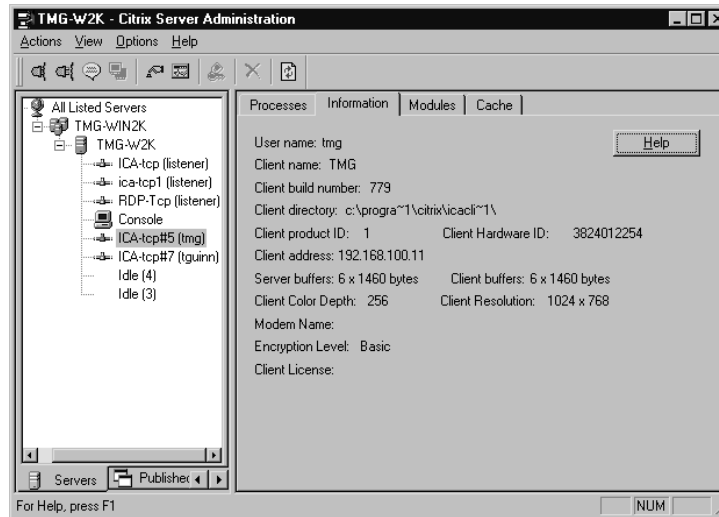 TMG-W2K - Citrix Server Administration
Actions View Options Help
All Listed Servers
TMG-WIN2K
TMG-W2K
ICA-tcp (listener)
ica-tcp1 (listener)
RDP-Tcp (listener)
Console
ICA-tcp#5 (tmg)
ICA-tcp#7 (tguinn)
Idle (4)
Idle (3)
Servers Published
Processes Information Modules Cache
User name: tmg
Help
Client name: TMG
Client build number: 779
Client directory: c:\progra~1\citrix\icacli~1\
Client product ID: 1 Client Hardware ID: 3824012254
Client address: 192.168.100.11
Server buffers: 6 x 1460 bytes Client buffers: 6 x 1460 bytes
Client Color Depth: 256 Client Resolution: 1024 x 768
Modem Name:
Encryption Level: Basic
Client License:
For Help, press F1 NUM